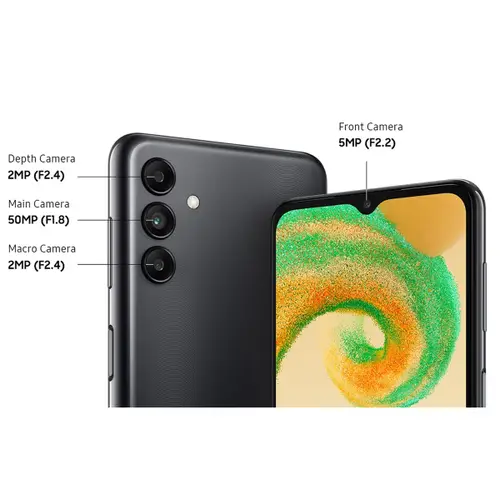 Front Camera
5MP (F2.2)
Depth Camera
2MP (F2.4)
Main Camera
50MP (F1.8)
Macro Camera
2MP (F2.4)